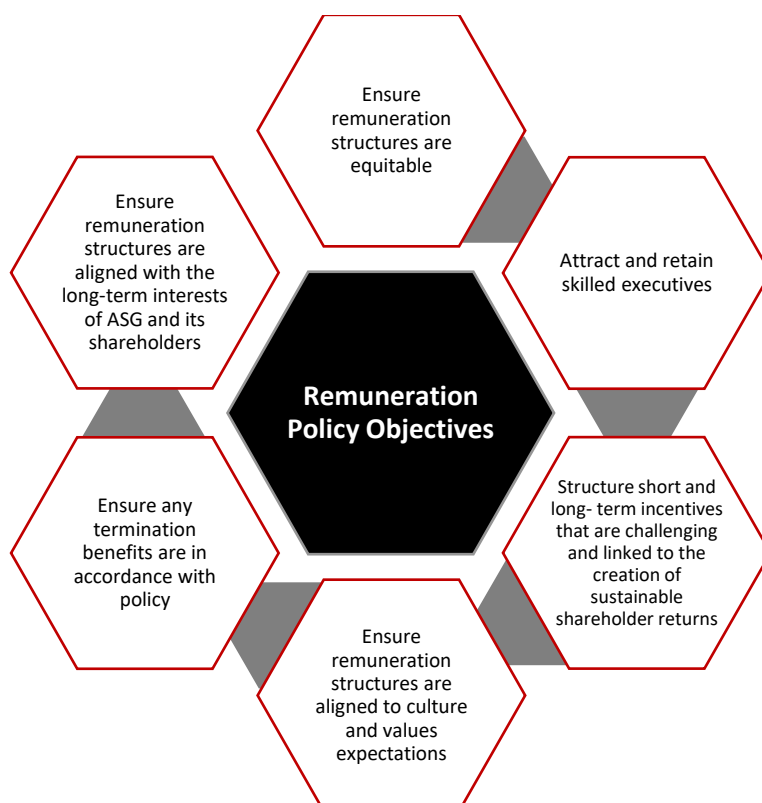 Ensure
remuneration
structures are
equitable
Attract and retain
skilled executives
Structure short and
long- term incentives
that are challenging
and linked to the
creation of
sustainable
shareholder returns
Ensure
remuneration
structures are
aligned to culture
and values
expectations
Ensure any
termination
benefits are in
accordance with
policy
Ensure
remuneration
structures are
aligned with the
long-term interests
of ASG and its
shareholders
Remuneration
Policy Objectives